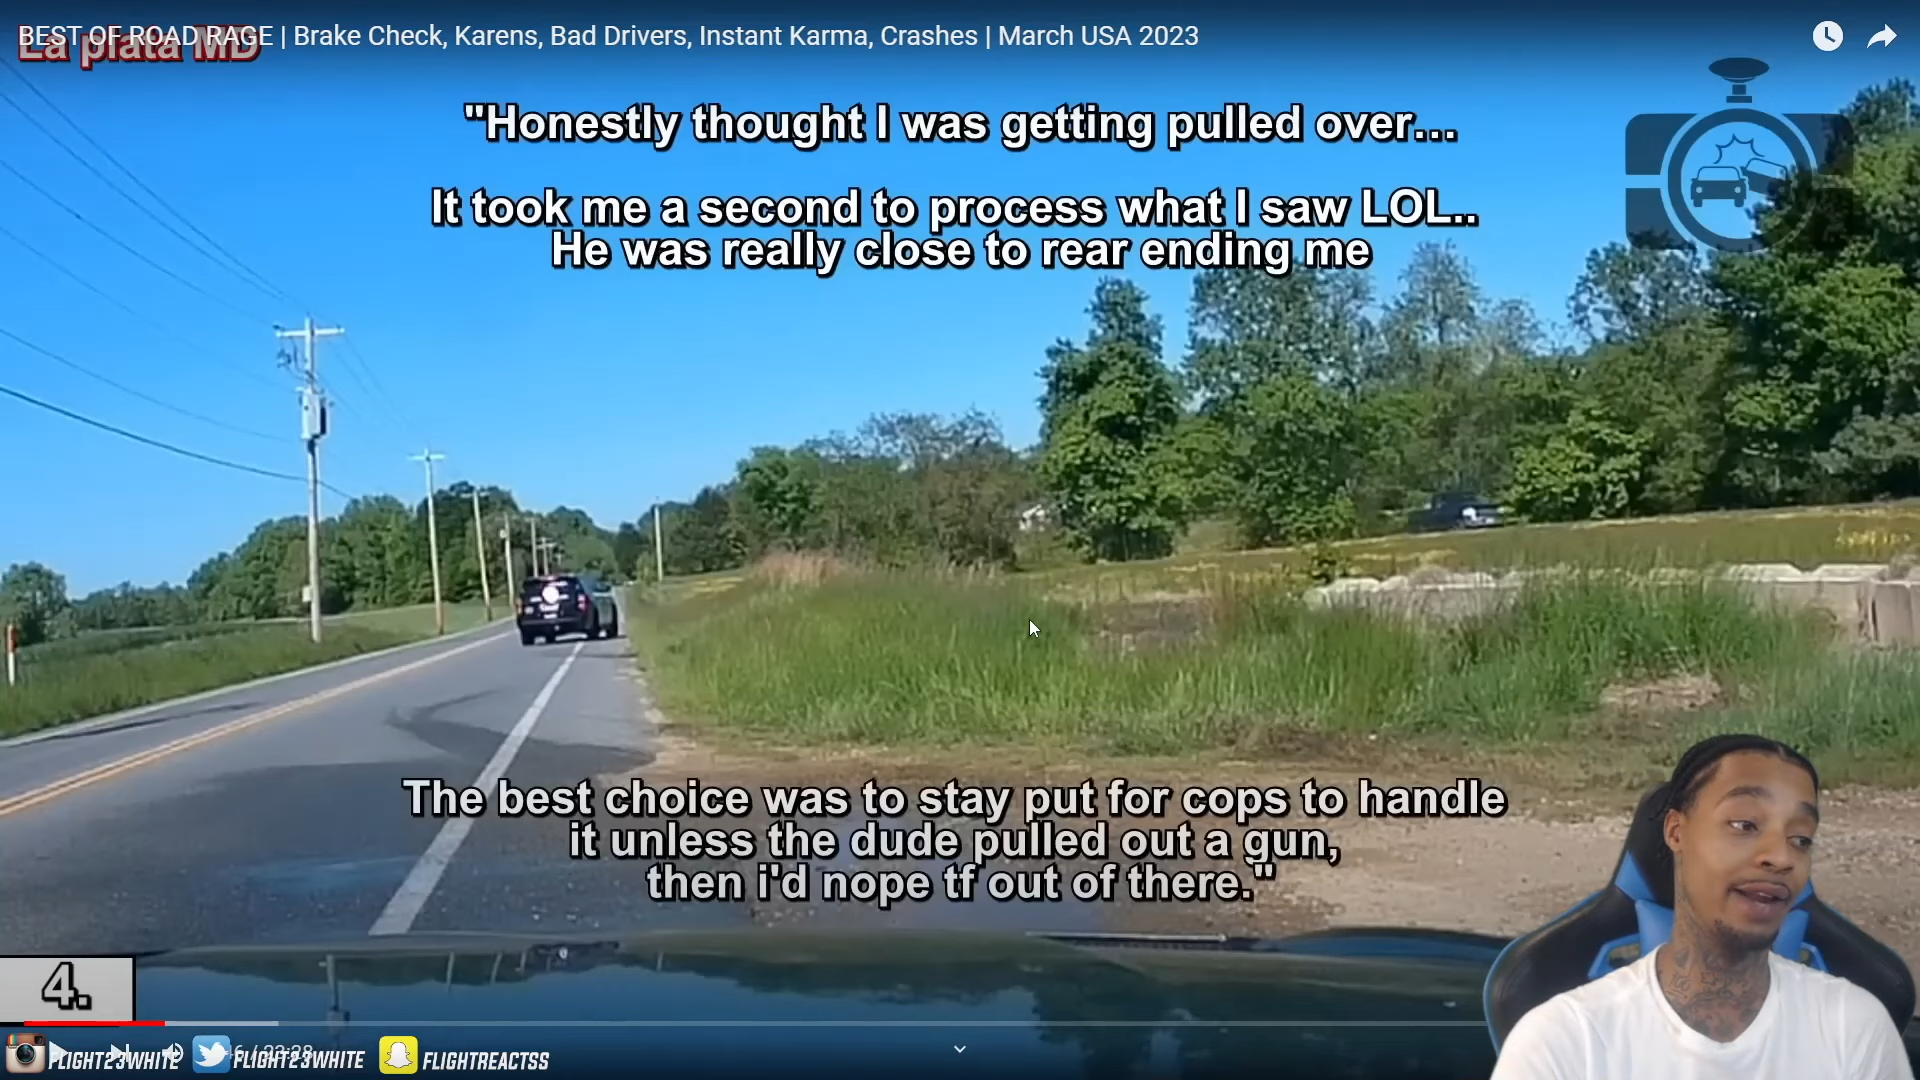 BEST OF ROAD RAGE | Brake Check, Karens, Bad Drivers, Instant Karma, Crashes | March USA 2023
La plata MD
"Honestly thought I was getting pulled over...
It took me a second to process what I saw LOL..
He was really close to rear ending me
The best choice was to stay put for cops to handle
it unless the dude pulled out a gun,
then i'd nope tf out of there."
4.
FLIGHT23WHITE FLIGHT23WHITE FLIGHTREACTSS